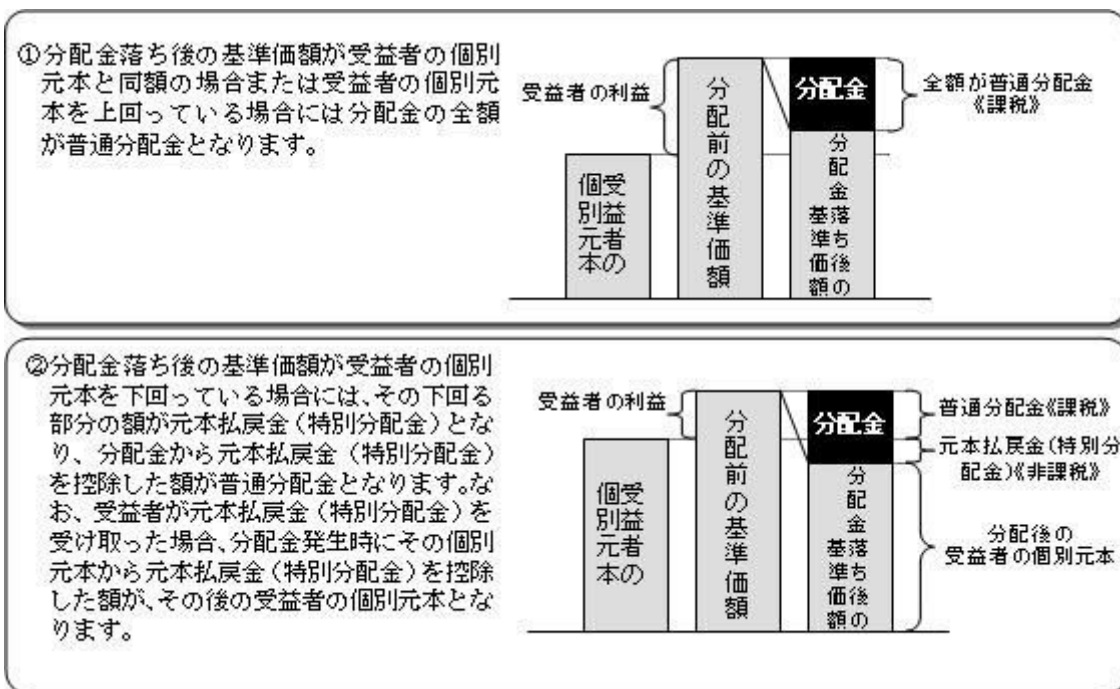 ①分配金落ち後の基準価額が受益者の個別
元本と同額の場合または受益者の個別元
本を上回っている場合には分配金の全額
が普通分配金となります。
受益者の利益
受益者の
個別元本
分配前の基準価額
分配金
分配金落ち後の
基準価額
全額が普通分配金
《課税》
②分配金落ち後の基準価額が受益者の個別
元本を下回っている場合には、その下回る
部分の額が元本払戻金(特別分配金)とな
り、分配金から元本払戻金(特別分配金)
を控除した額が普通分配金となります。な
お、受益者が元本払戻金(特別分配金)を
受け取った場合、分配金発生時にその個別
元本から元本払戻金(特別分配金)を控除
した額が、その後の受益者の個別元本とな
ります。
受益者の利益
受益者の
個別元本
分配前の基準価額
分配金
分配金落ち後の
基準価額
普通分配金《課税》
元本払戻金(特別分
配金)《非課税》
分配後の
受益者の個別元本